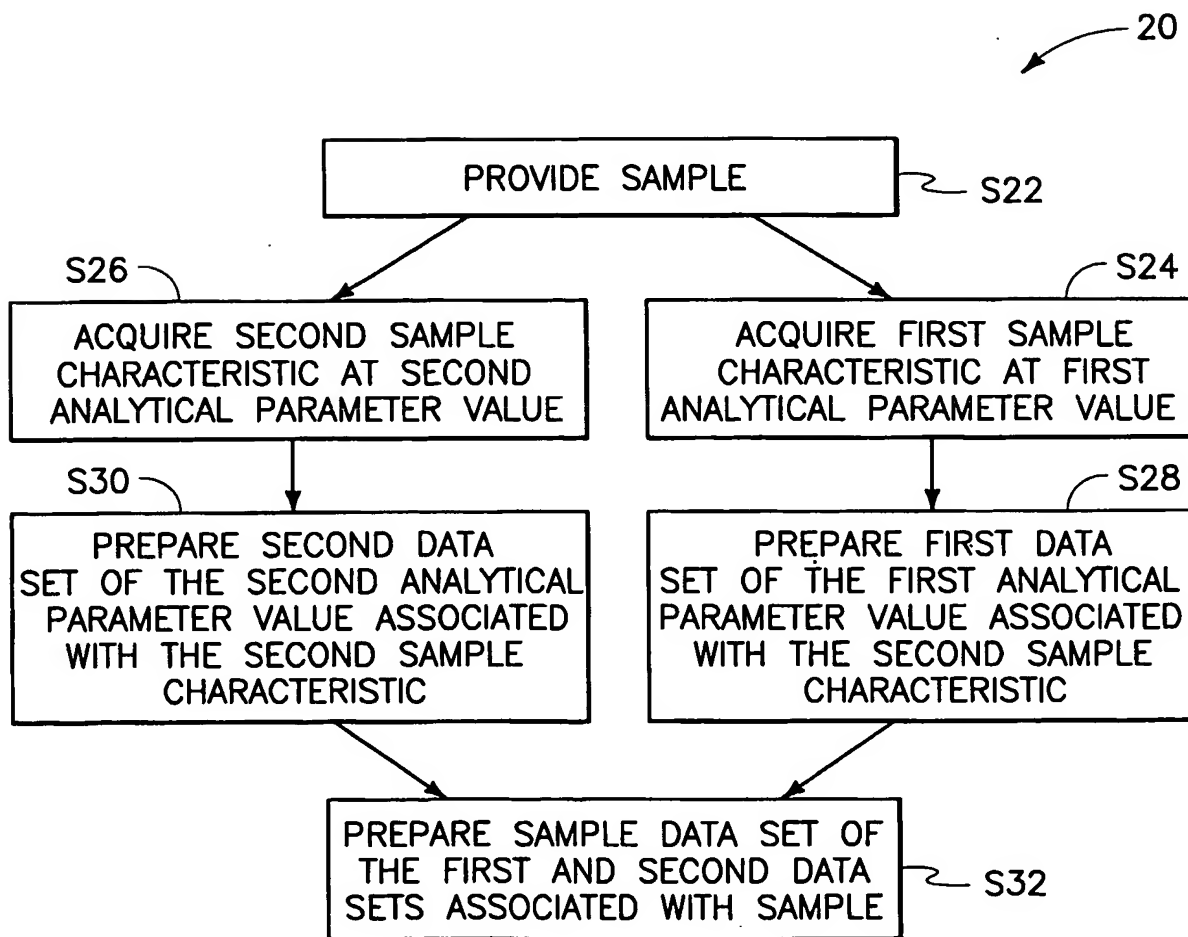 20
PROVIDE SAMPLE
S22
S26
ACQUIRE SECOND SAMPLE
CHARACTERISTIC AT SECOND
ANALYTICAL PARAMETER VALUE
S24
ACQUIRE FIRST SAMPLE
CHARACTERISTIC AT FIRST
ANALYTICAL PARAMETER VALUE
S30
PREPARE SECOND DATA
SET OF THE SECOND ANALYTICAL
PARAMETER VALUE ASSOCIATED
WITH THE SECOND SAMPLE
CHARACTERISTIC
S28
PREPARE FIRST DATA
SET OF THE FIRST ANALYTICAL
PARAMETER VALUE ASSOCIATED
WITH THE SECOND SAMPLE
CHARACTERISTIC
PREPARE SAMPLE DATA SET OF
THE FIRST AND SECOND DATA
SETS ASSOCIATED WITH SAMPLE
S32